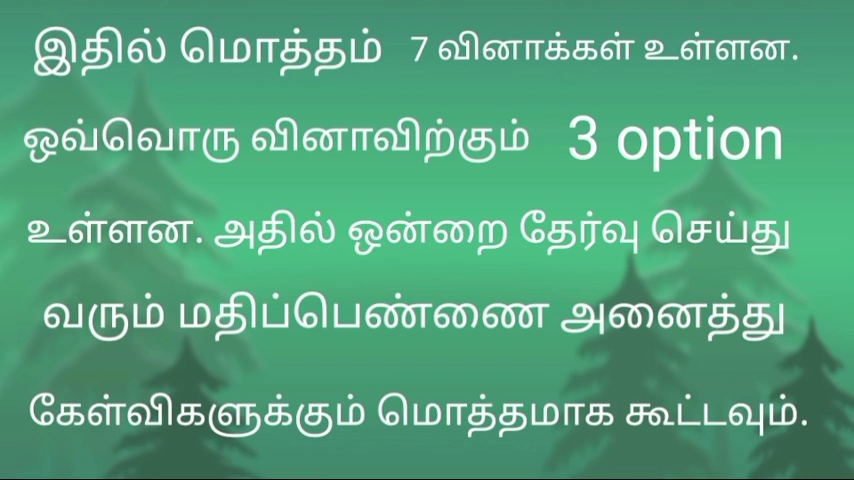 இதில் மொத்தம் 7 வினாக்கள் உள்ளன.
ஒவ்வொரு வினாவிற்கும் 3 option
உள்ளன. அதில் ஒன்றை தேர்வு செய்து
வரும் மதிப்பெண்ணை அனைத்து
கேள்விகளுக்கும் மொத்தமாக கூட்டவும்.